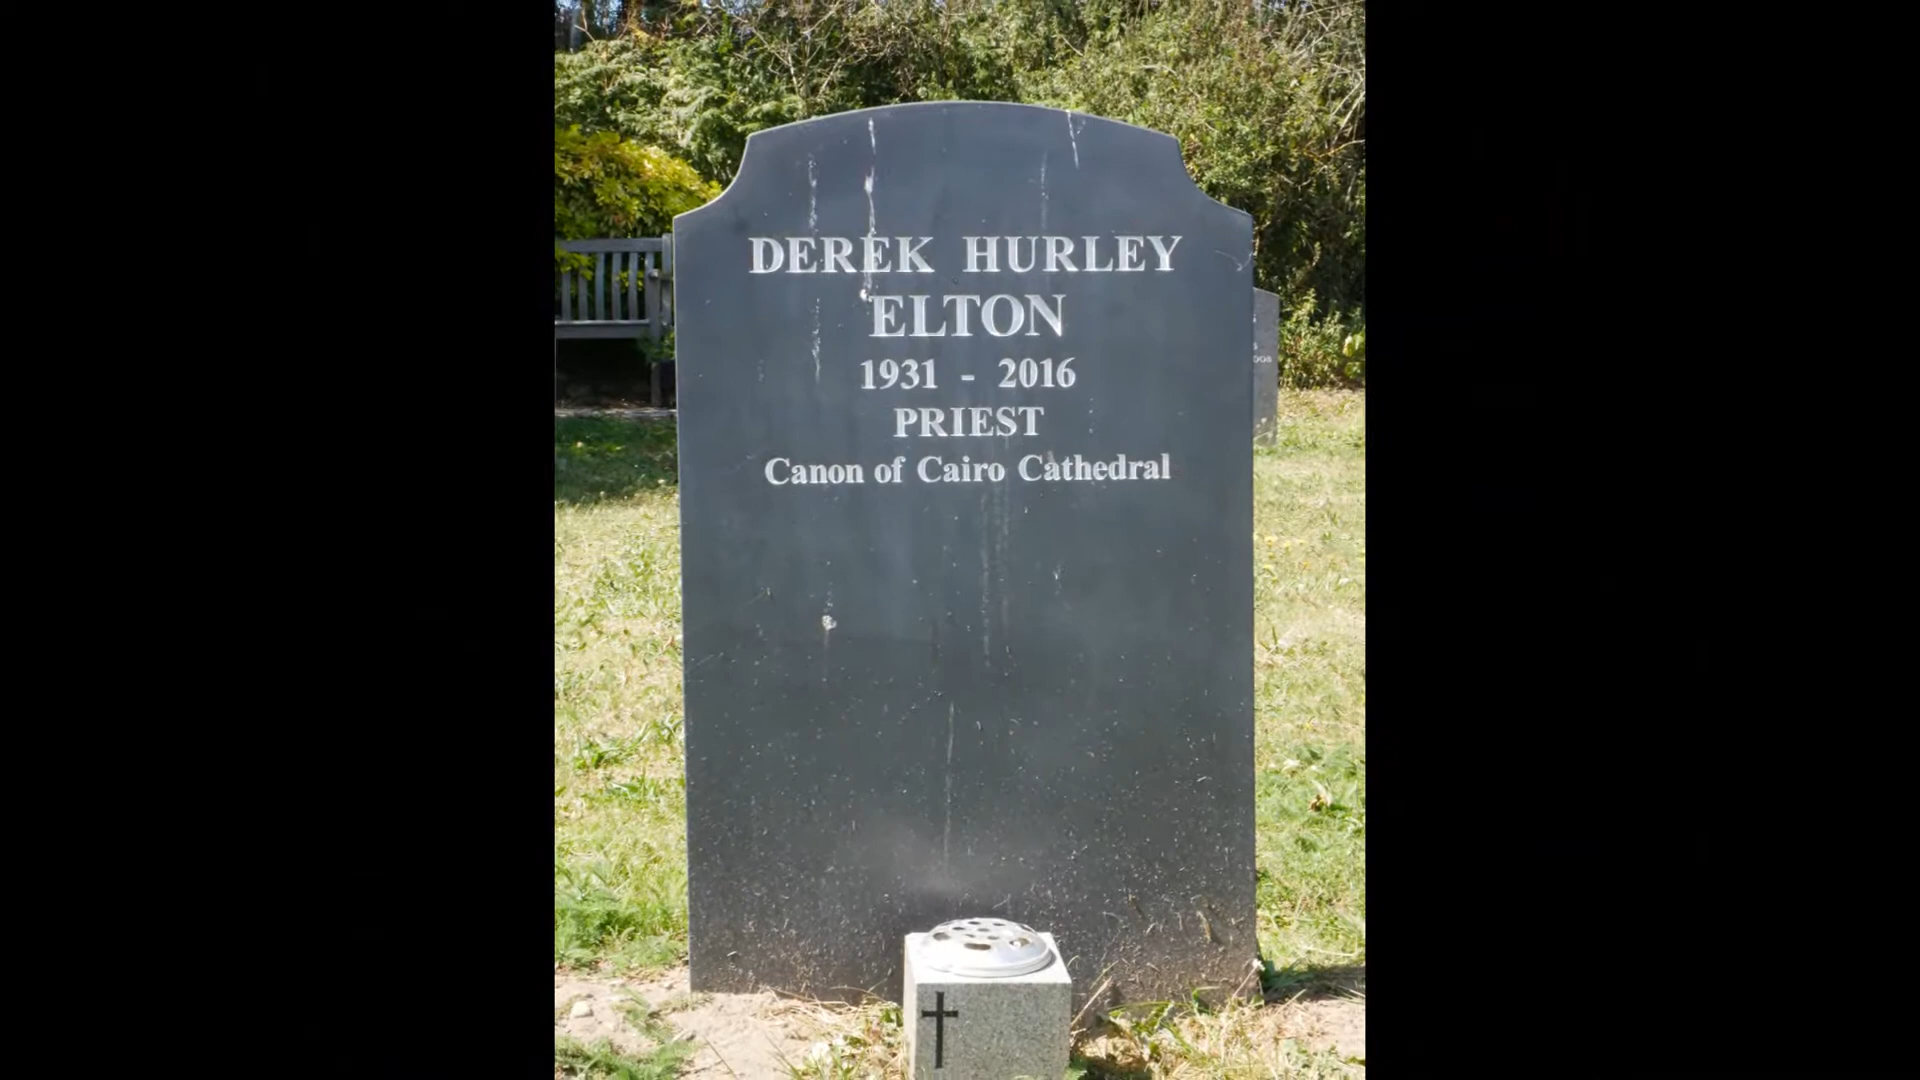 DEREK HURLEY
ELTON
1931 - 2016
PRIEST
Canon of Cairo Cathedral